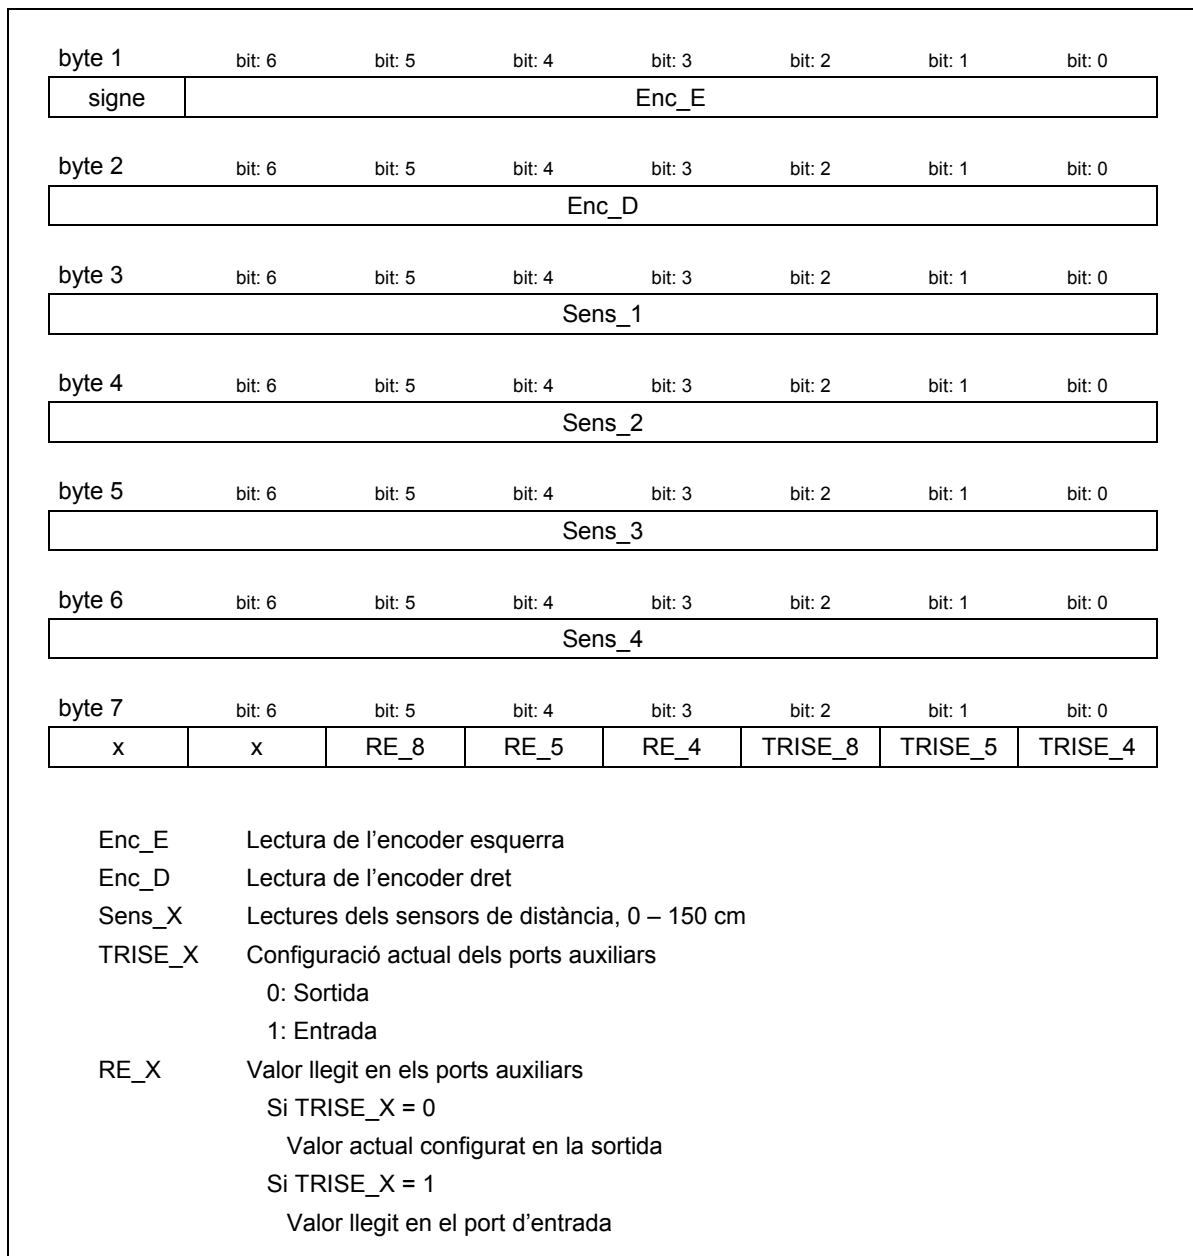 byte 1 bit: 6 bit: 5 bit: 4 bit: 3 bit: 2 bit: 1 bit: 0
signe Enc_E
byte 2 bit: 6 bit: 5 bit: 4 bit: 3 bit: 2 bit: 1 bit: 0
Enc_D
byte 3 bit: 6 bit: 5 bit: 4 bit: 3 bit: 2 bit: 1 bit: 0
Sens_1
byte 4 bit: 6 bit: 5 bit: 4 bit: 3 bit: 2 bit: 1 bit: 0
Sens_2
byte 5 bit: 6 bit: 5 bit: 4 bit: 3 bit: 2 bit: 1 bit: 0
Sens_3
byte 6 bit: 6 bit: 5 bit: 4 bit: 3 bit: 2 bit: 1 bit: 0
Sens_4
byte 7 bit: 6 bit: 5 bit: 4 bit: 3 bit: 2 bit: 1 bit: 0
x x RE_8 RE_5 RE_4 TRISE_8 TRISE_5 TRISE_4
Enc_E Lectura de l’encoder esquerra
Enc_D Lectura de l’encoder dret
Sens_X Lectures dels sensors de distància, 0 – 150 cm
TRISE_X Configuració actual dels ports auxiliars
0: Sortida
1: Entrada
RE_X Valor llegit en els ports auxiliars
Si TRISE_X = 0
Valor actual configurat en la sortida
Si TRISE_X = 1
Valor llegit en el port d’entrada